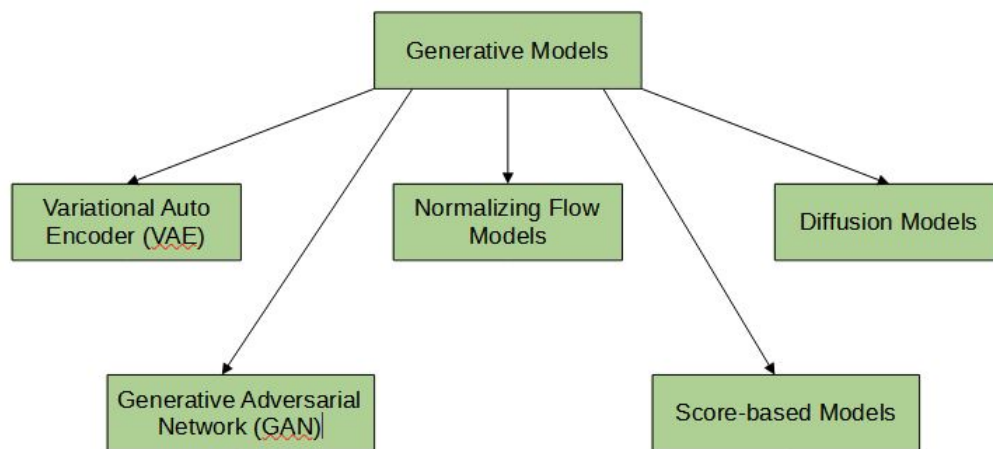 Generative Models
Variational Auto
Encoder (VAE)
Normalizing Flow
Models
Diffusion Models
Generative Adversarial
Network (GAN)
Score-based Models